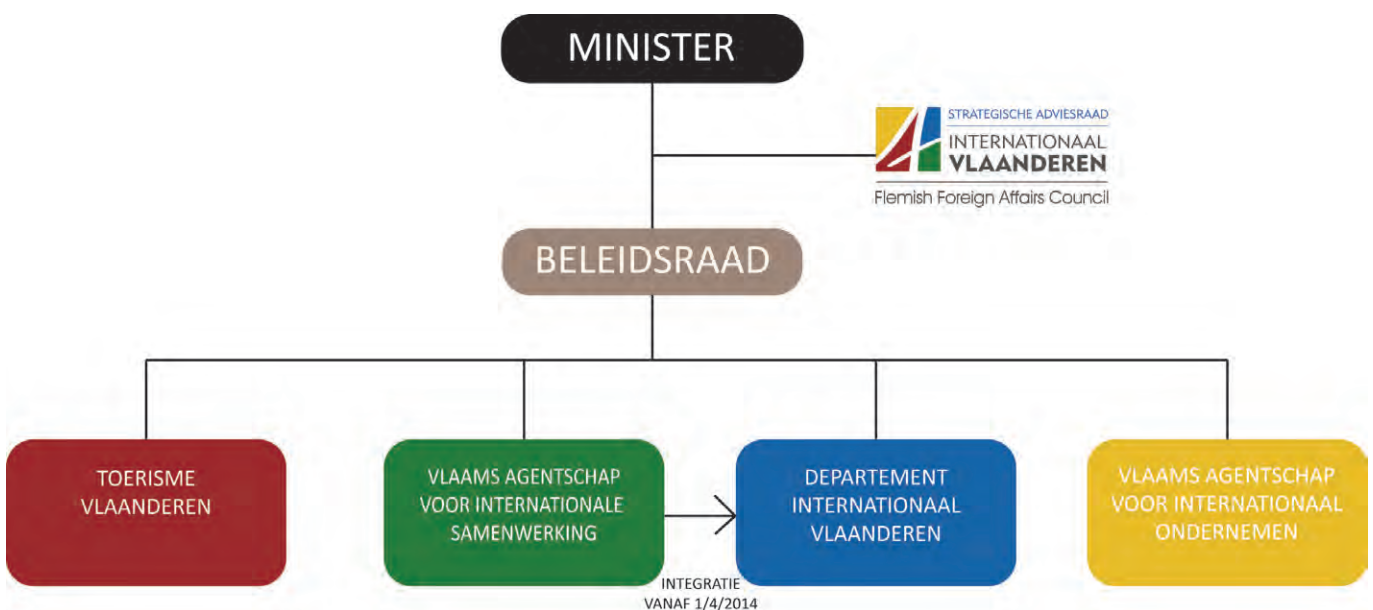 MINISTER
STRATEGISCHE ADVIESRAAD
INTERNATIONAAL
VLAANDEREN
Flemish Foreign Affairs Council
BELEIDSRAAD
TOERISME
VLAANDEREN
VLAAMS AGENTSCHAP
VOOR INTERNATIONALE
SAMENWERKING
DEPARTEMENT
INTERNATIONAAL
VLAANDEREN
VLAAMS AGENTSCHAP
VOOR INTERNATIONAAL
ONDERNEMEN
INTEGRATIE
VANAF 1/4/2014